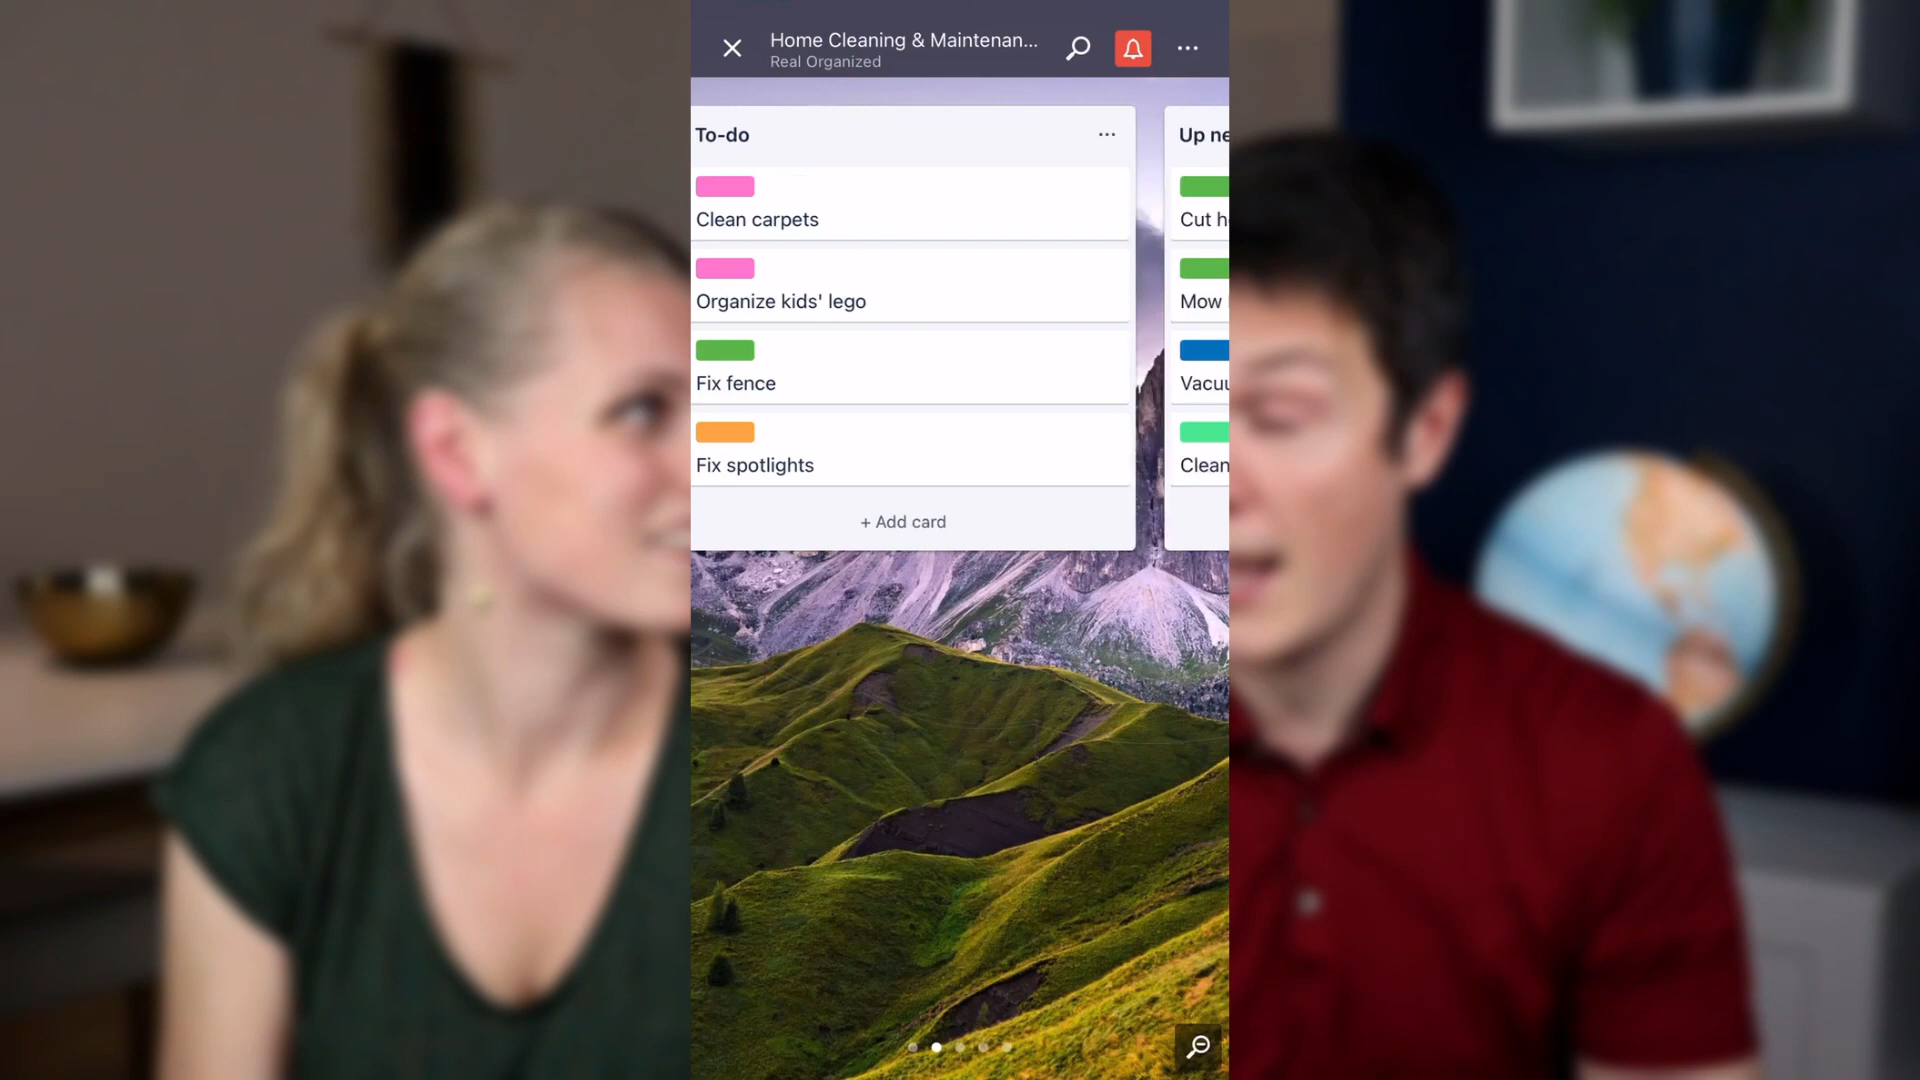 Home Cleaning & Maintenan...
Real Organized
To-do
Clean carpets
Organize kids' lego
Fix fence
Fix spotlights
+ Add card
Up ne
Cut h
Mow
Vacu
Clean